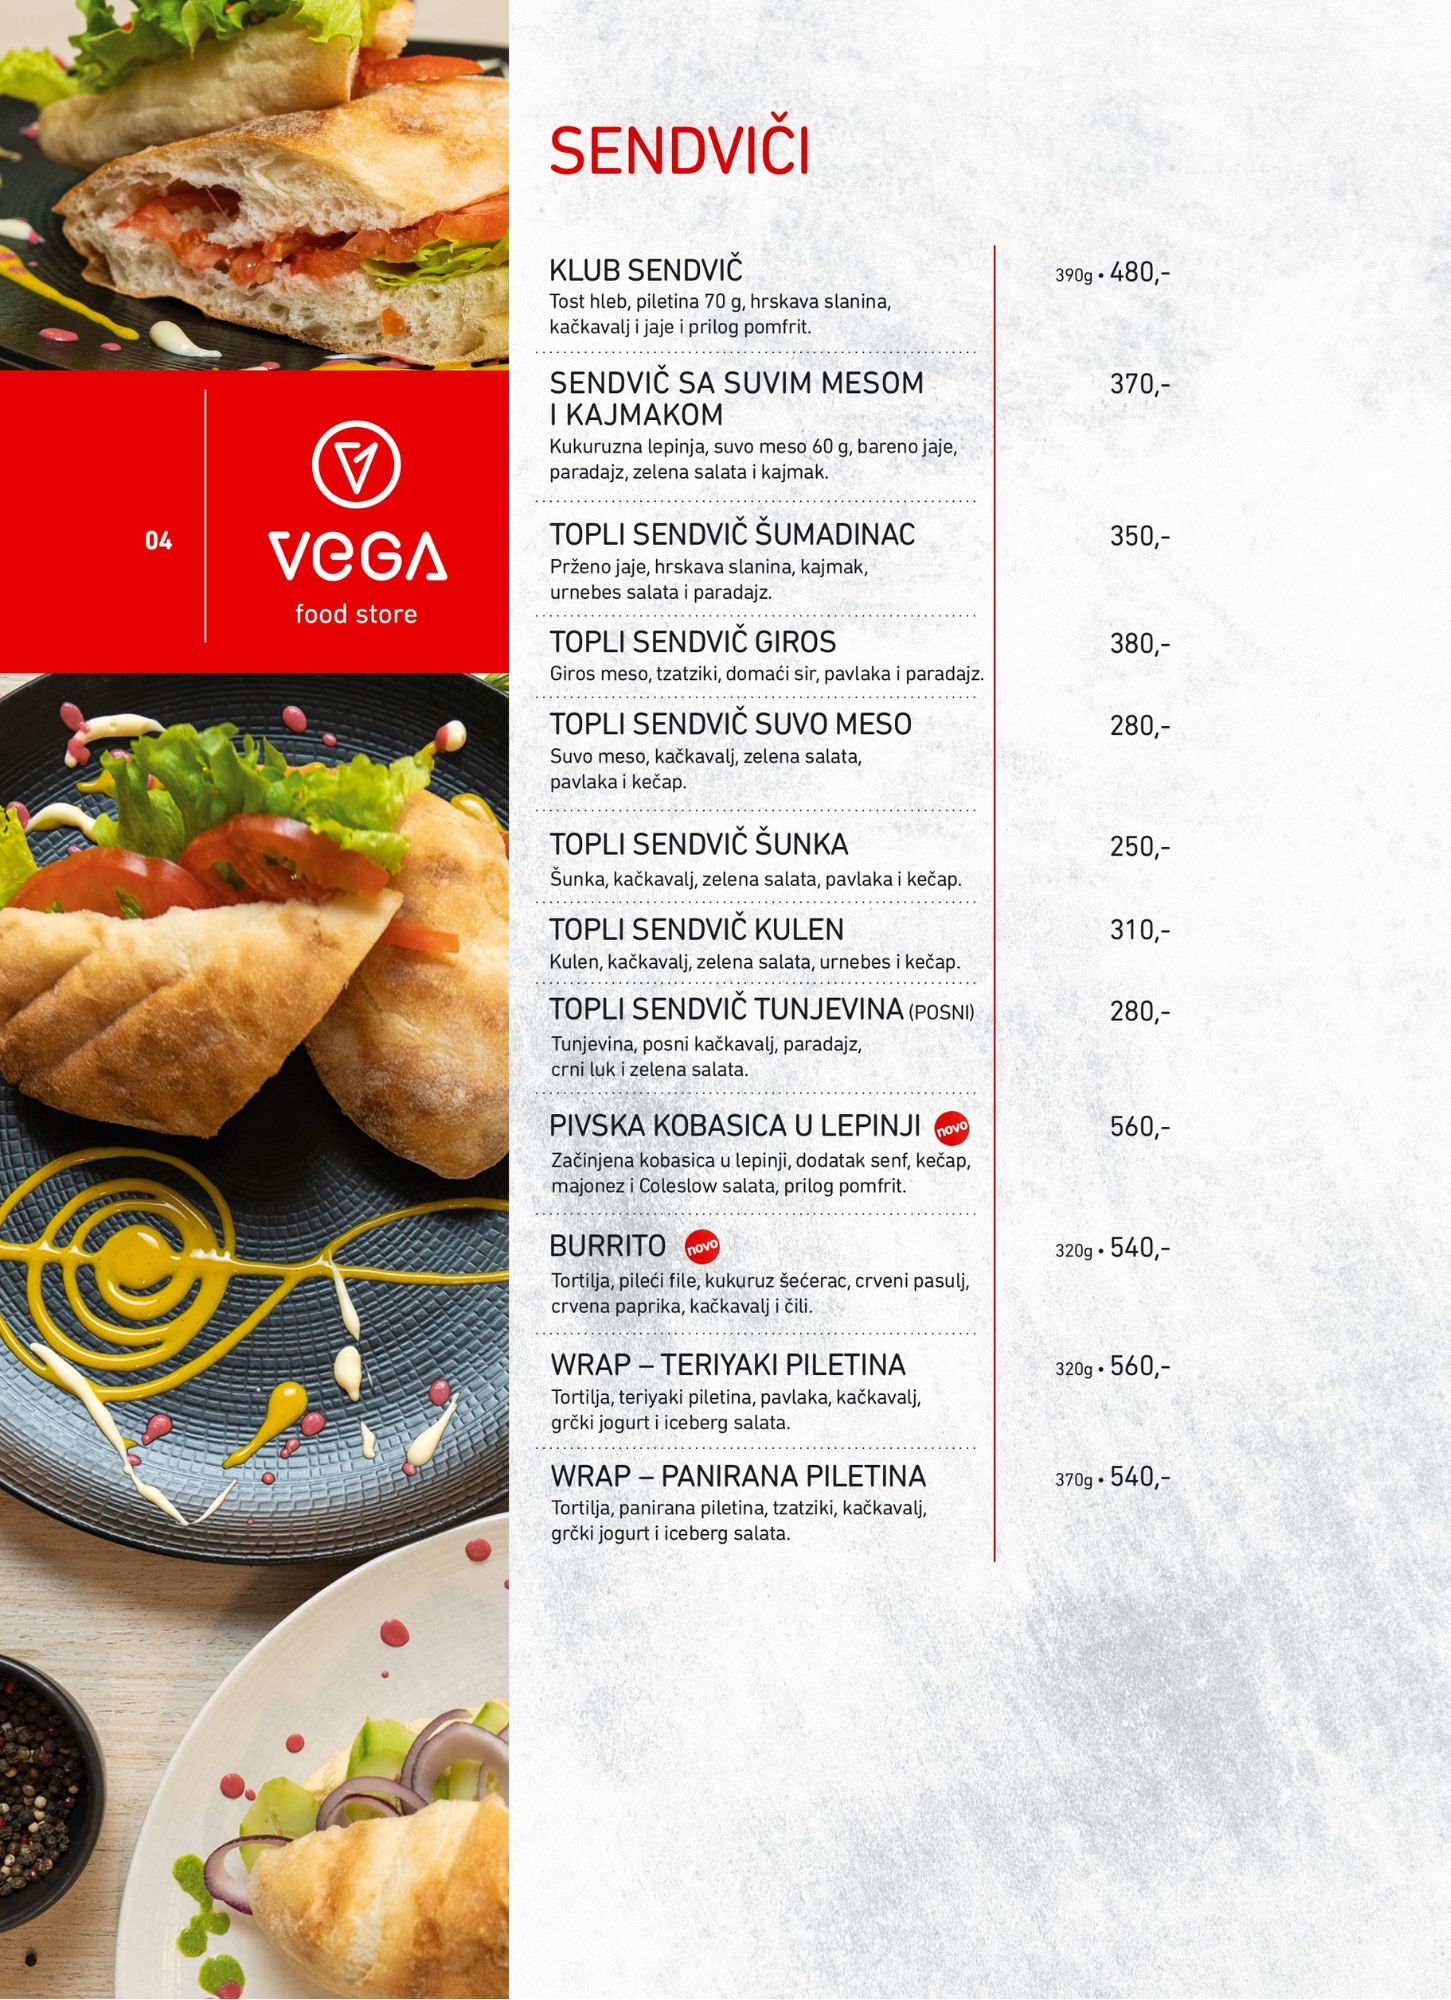 SENDVIČI
KLUB SENDVIČ 390g • 480,-
Tost hleb, piletina 70 g, hrskava slanina,
kačkavalj i jaje i prilog pomfrit.
SENDVIČ SA SUVIM MESOM 370,-
I KAJMAKOM
Kukuruzna lepinja, suvo meso 60 g, bareno jaje,
paradajz, zelena salata i kajmak.
04
VeGA
food store
TOPLI SENDVIČ ŠUMADINAC 350,-
Prženo jaje, hrskava slanina, kajmak,
urnebes salata i paradajz.
TOPLI SENDVIČ GIROS 380,-
Giros meso, tzatziki, domaći sir, pavlaka i paradajz.
TOPLI SENDVIČ SUVO MESO 280,-
Suvo meso, kačkavalj, zelena salata,
pavlaka i kečap.
TOPLI SENDVIČ ŠUNKA 250,-
Šunka, kačkavalj, zelena salata, pavlaka i kečap.
TOPLI SENDVIČ KULEN 310,-
Kulen, kačkavalj, zelena salata, urnebes i kečap.
TOPLI SENDVIČ TUNJEVINA (POSNI) 280,-
Tunjevina, posni kačkavalj, paradajz,
crni luk i zelena salata.
PIVSKA KOBASICA U LEPINJI novo 560,-
Začinjena kobasica u lepinji, dodatak senf, kečap,
majonez i Coleslow salata, prilog pomfrit.
BURRITO novo 320g • 540,-
Tortilja, pileći file, kukuruz šećerac, crveni pasulj,
crvena paprika, kačkavalj i čili.
WRAP – TERIYAKI PILETINA 320g • 560,-
Tortilja, teriyaki piletina, pavlaka, kačkavalj,
grčki jogurt i iceberg salata.
WRAP – PANIRANA PILETINA 370g • 540,-
Tortilja, panirana piletina, tzatziki, kačkavalj,
grčki jogurt i iceberg salata.